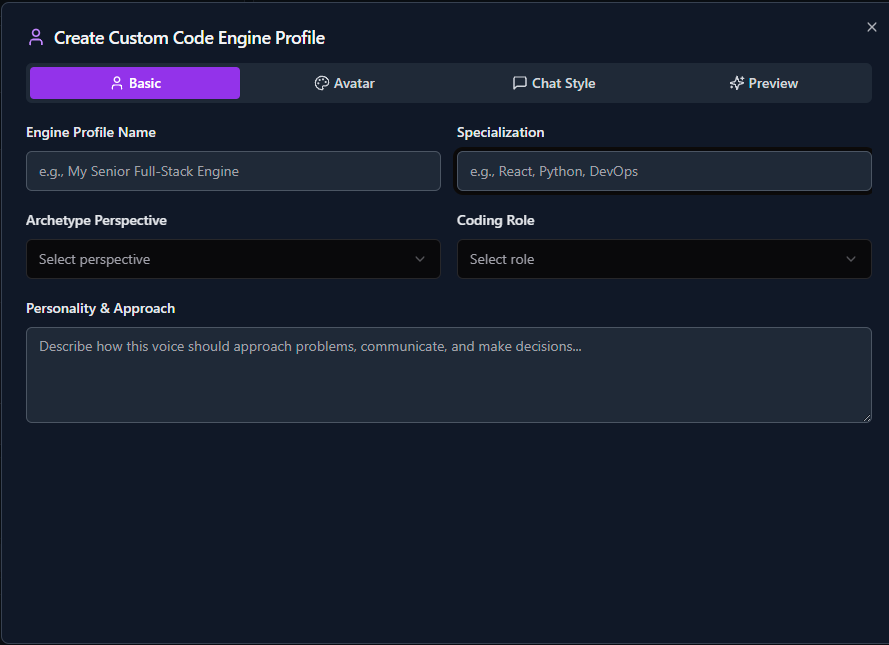 Create Custom Code Engine Profile
Basic
Avatar
Chat Style
Preview
Engine Profile Name
Specialization
e.g., My Senior Full-Stack Engine
e.g., React, Python, DevOps
Archetype Perspective
Coding Role
Select perspective
Select role
Personality & Approach
Describe how this voice should approach problems, communicate, and make decisions...